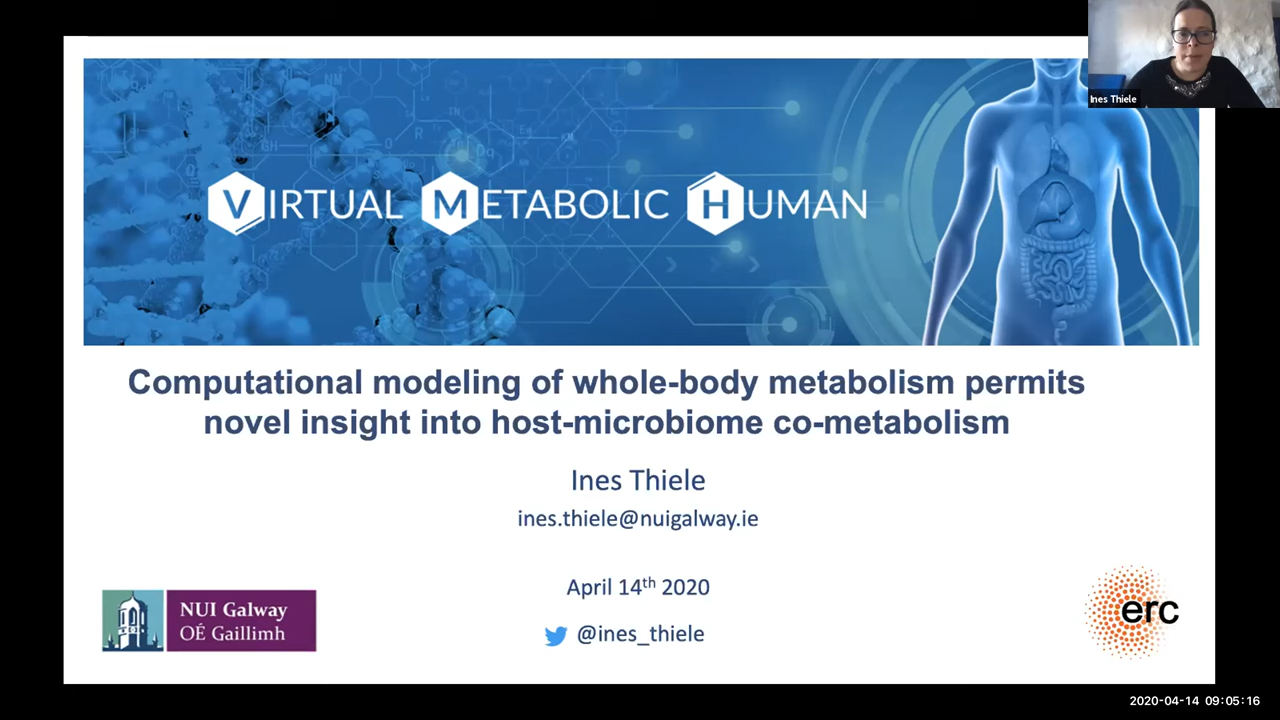 VIRTUAL METABOLIC HUMAN
Ines Thiele
Computational modeling of whole-body metabolism permits
novel insight into host-microbiome co-metabolism
Ines Thiele
ines.thiele@nuigalway.ie
April 14th 2020
@ines_thiele
NUI Galway
OÉ Gaillimh
erc
2020-04-14 09:05:16